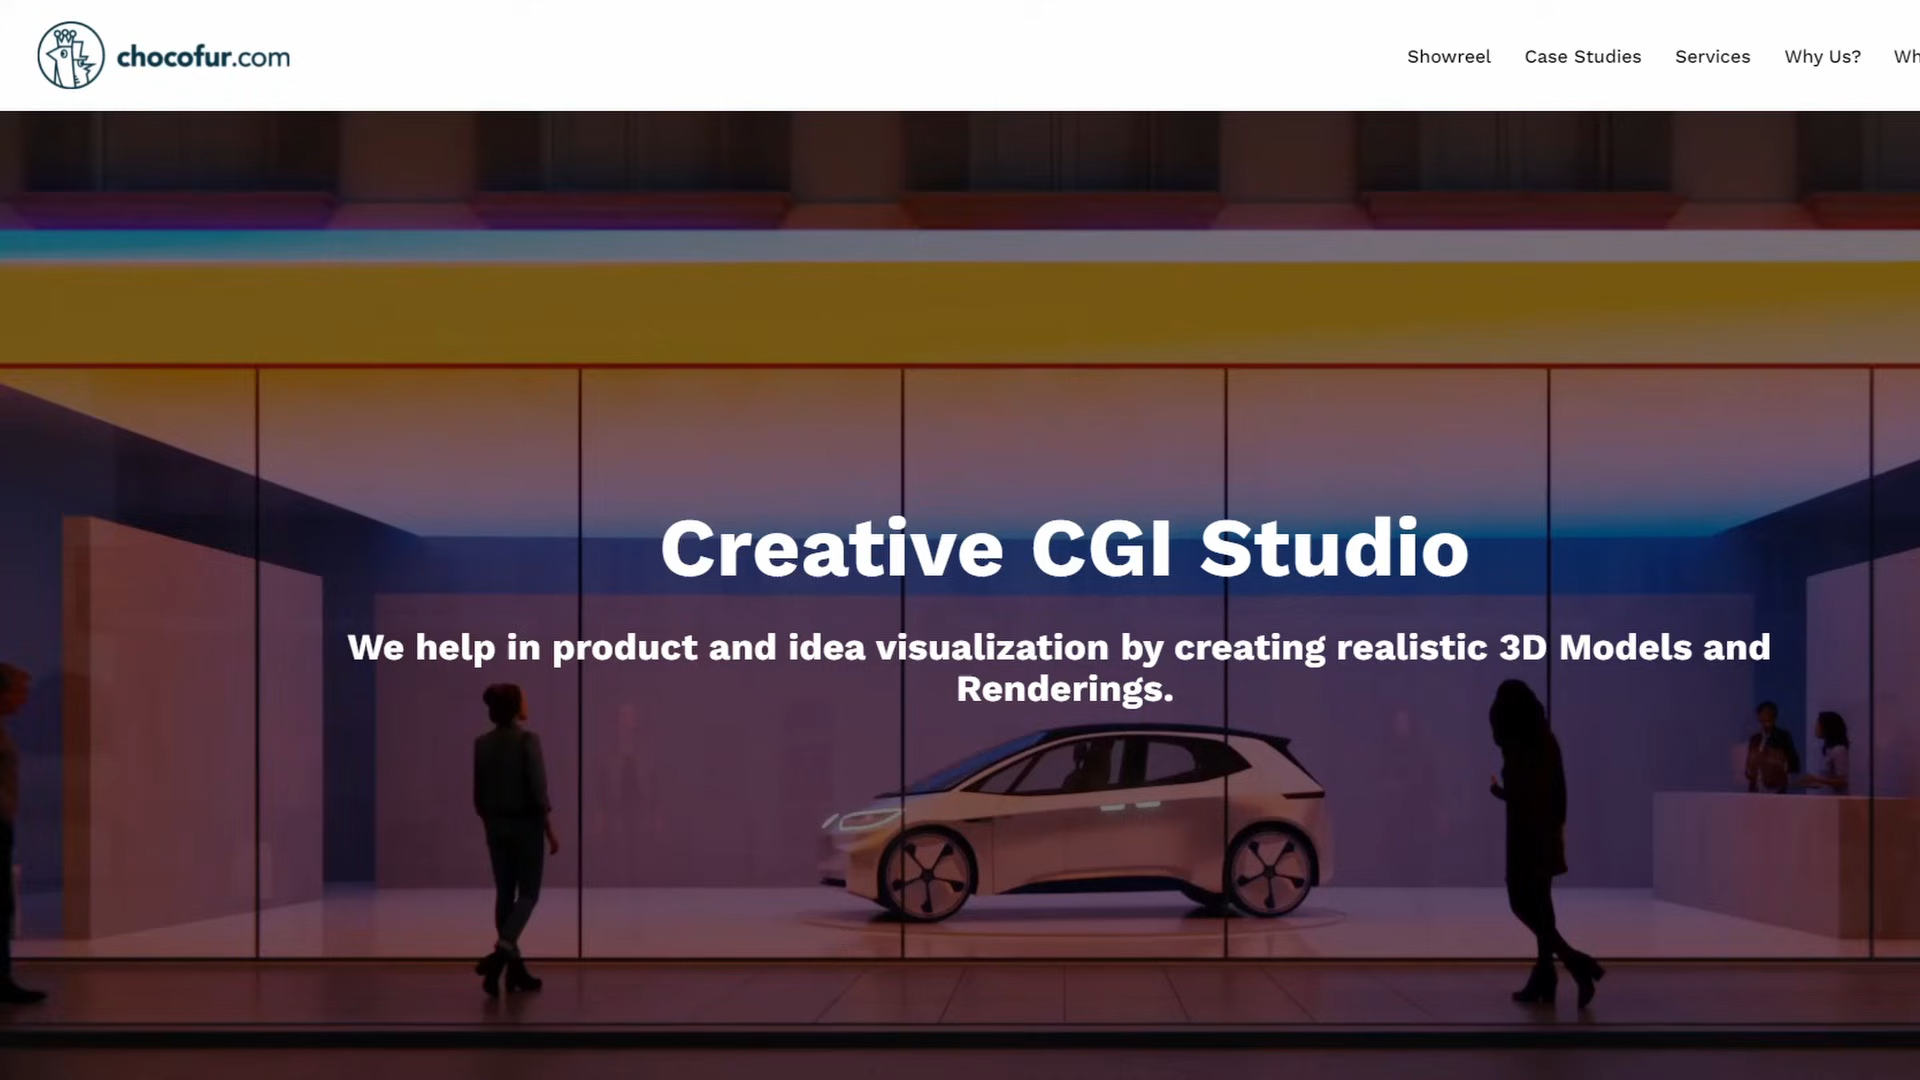 chocofur.com
Showreel Case Studies Services Why Us? Wh
Creative CGI Studio
We help in product and idea visualization by creating realistic 3D Models and
Renderings.